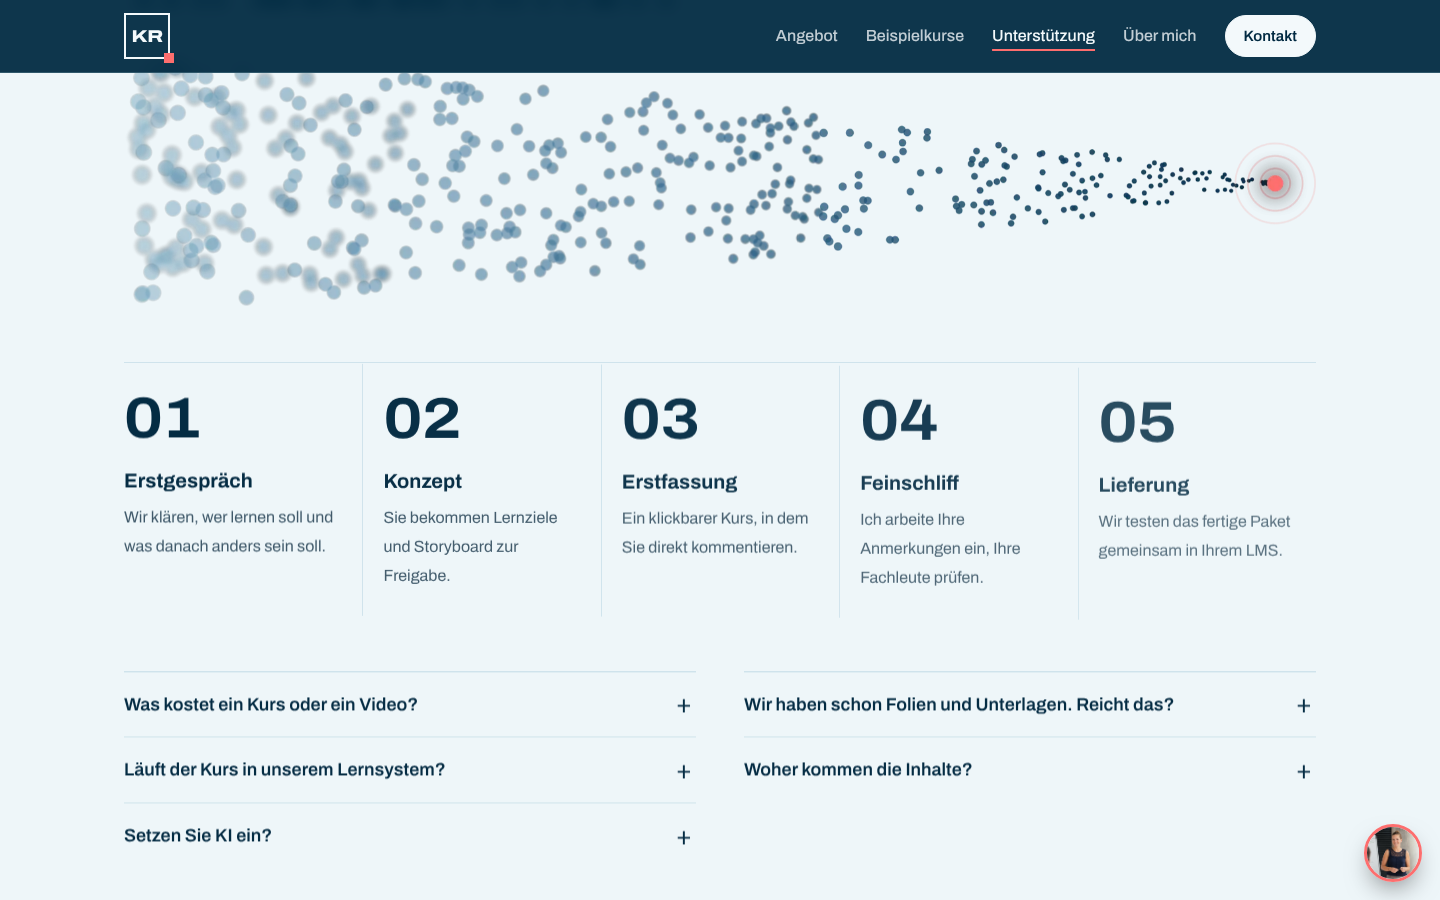 KR
Angebot
Beispielkurse
Unterstützung
Über mich
Kontakt
01
Erstgespräch
Wir klären, wer lernen soll und
was danach anders sein soll.
02
Konzept
Sie bekommen Lernziele
und Storyboard zur
Freigabe.
03
Erstfassung
Ein klickbarer Kurs, in dem
Sie direkt kommentieren.
04
Feinschliff
Ich arbeite Ihre
Anmerkungen ein, Ihre
Fachleute prüfen.
05
Lieferung
Wir testen das fertige Paket
gemeinsam in Ihrem LMS.
Was kostet ein Kurs oder ein Video? +
Läuft der Kurs in unserem Lernsystem? +
Setzen Sie KI ein? +
Wir haben schon Folien und Unterlagen. Reicht das? +
Woher kommen die Inhalte? +